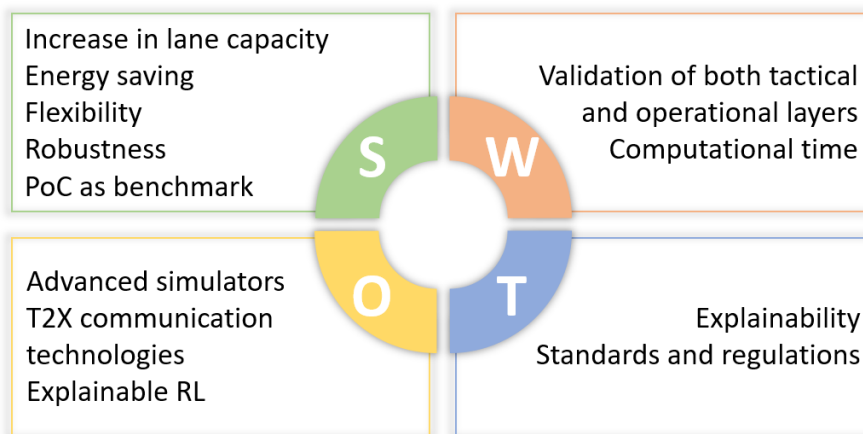 Increase in lane capacity
Energy saving
Flexibility
Robustness
PoC as benchmark
S
Validation of both tactical
and operational layers
Computational time
W
Advanced simulators
T2X communication
technologies
Explainable RL
O
Explainability
Standards and regulations
T